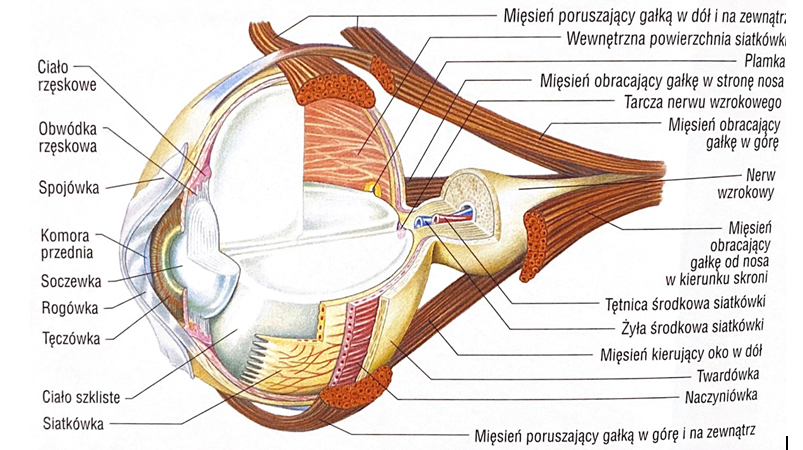 Ciało
rzęskowe
Obwódka
rzęskowa
Spojówka
Komora
przednia
Soczewka
Rogówka
Tęczówka
Ciało szkliste
Siatkówka
Mięsień poruszający gałką w dół i na zewnątrz
Wewnętrzna powierzchnia siatkówki
Plamka
Mięsień obracający gałkę w stronę nosa
Tarcza nerwu wzrokowego
Mięsień obracający
gałkę w górę
Nerw
wzrokowy
Mięsień
obracający
gałkę od nosa
w kierunku skroni
Tętnica środkowa siatkówki
Żyła środkowa siatkówki
Mięsień kierujący oko w dół
Twardówka
Naczyniówka
Mięsień poruszający gałką w górę i na zewnątrz